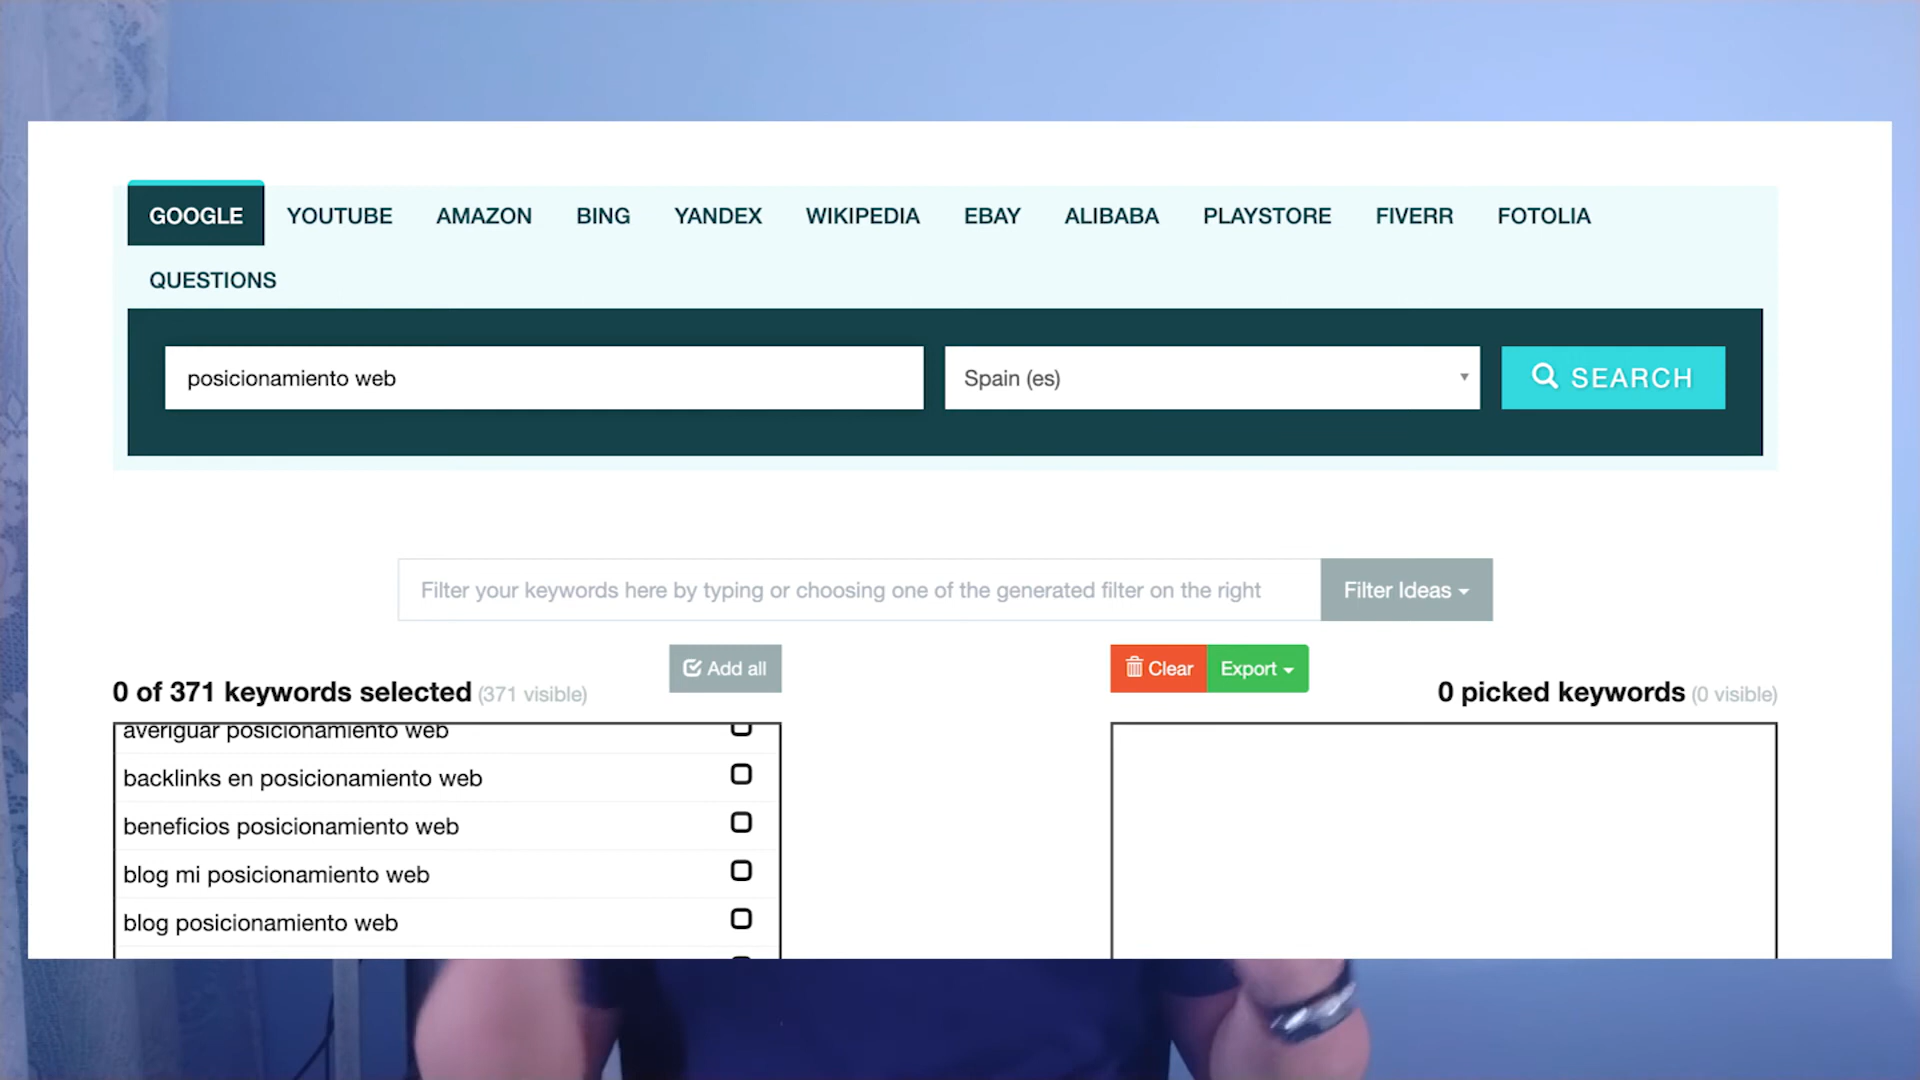 GOOGLE YOUTUBE AMAZON BING YANDEX WIKIPEDIA EBAY ALIBABA PLAYSTORE FIVERR FOTOLIA
QUESTIONS
posicionamiento web Spain (es) SEARCH
Filter your keywords here by typing or choosing one of the generated filter on the right Filter Ideas
Add all Clear Export
0 of 371 keywords selected (371 visible) 0 picked keywords (0 visible)
averiguar posicionamiento web
backlinks en posicionamiento web
beneficios posicionamiento web
blog mi posicionamiento web
blog posicionamiento web